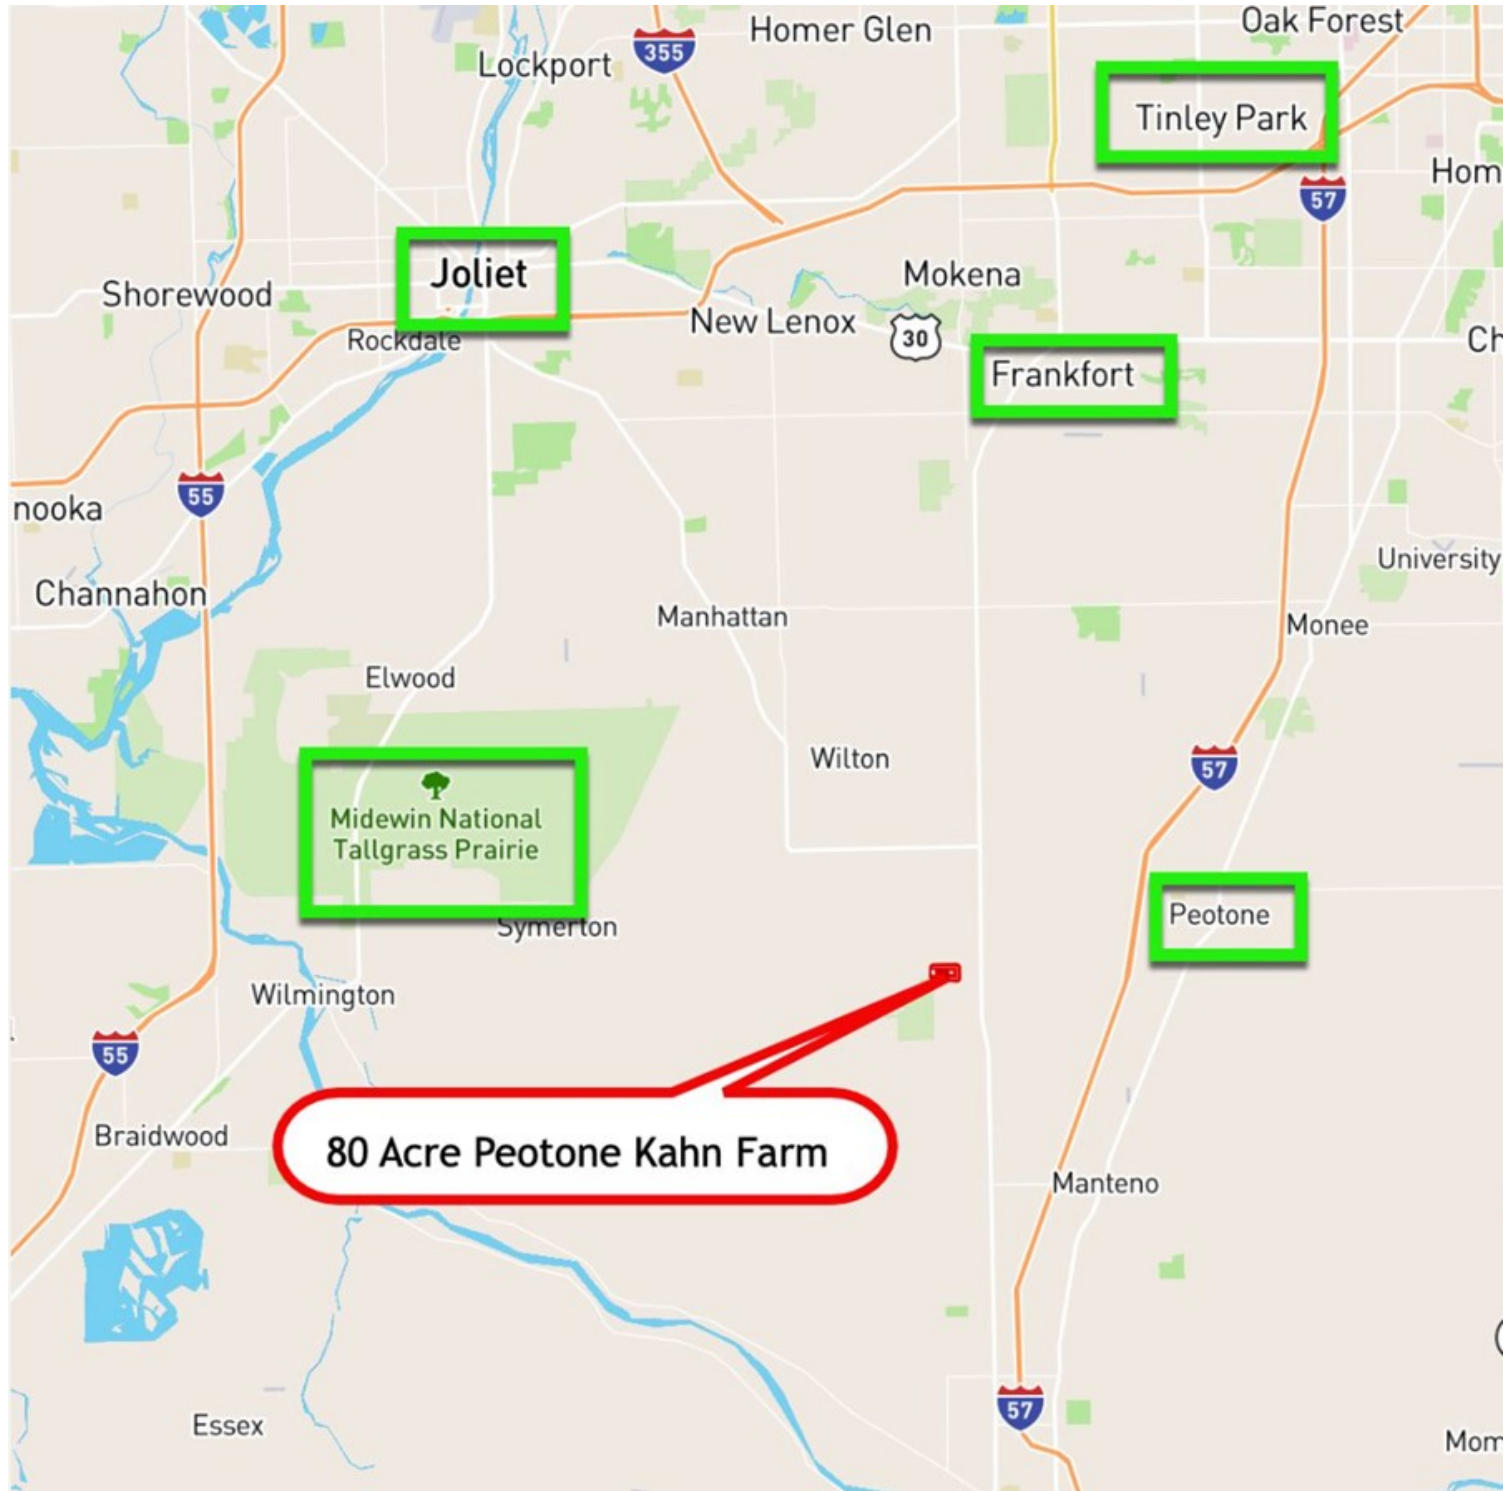 Oak Forest
Homer Glen
355
Lockport
Tinley Park
Hom
57
Joliet
Mokena
Shorewood
New Lenox
30
Rockdale
Ch
Frankfort
55
nooka
University
Channahon
Manhattan
Monee
Elwood
Wilton
57
Midewin National
Tallgrass Prairie
Peotone
Symerton
Wilmington
55
Braidwood
80 Acre Peotone Kahn Farm
Manteno
57
Essex
Mom